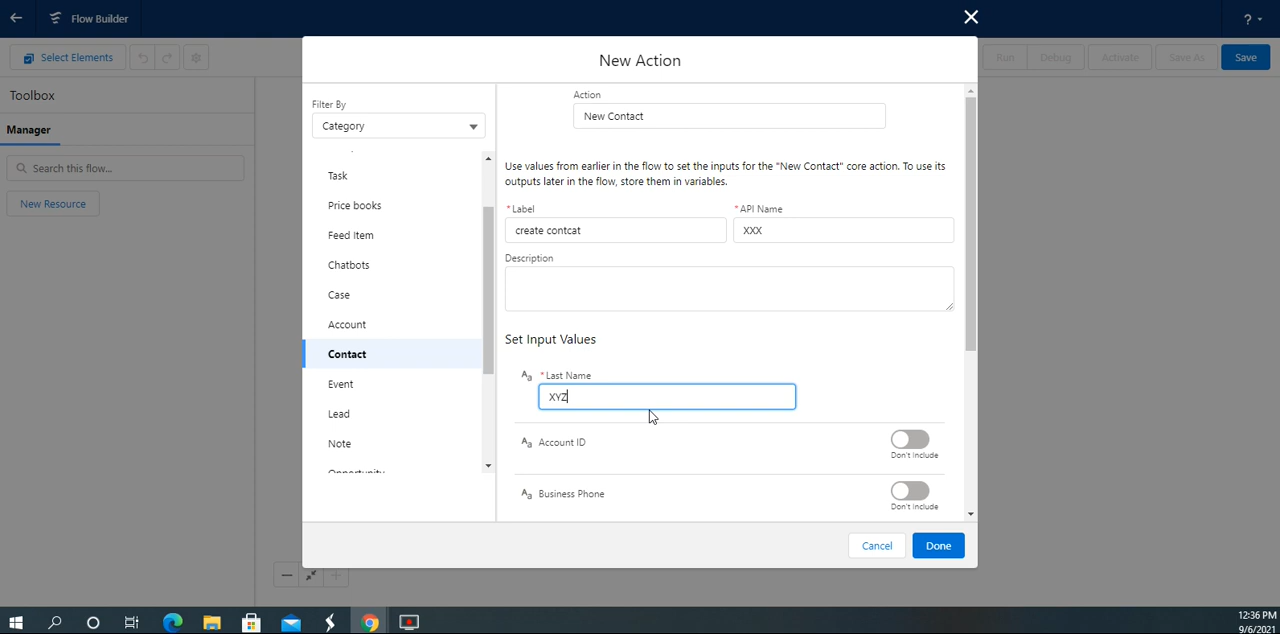 Flow Builder
?
Select Elements
Run
Debug
Activate
Save As
Save
Toolbox
Manager
Search this flow...
New Resource
New Action
Filter By
Category
Task
Price books
Feed Item
Chatbots
Case
Account
Contact
Event
Lead
Note
Opportunity
Action
New Contact
Use values from earlier in the flow to set the inputs for the "New Contact" core action. To use its
outputs later in the flow, store them in variables.
* Label
* API Name
create contcat
XXX
Description
Set Input Values
Aa * Last Name
XYZ
Aa Account ID
Don't Include
Aa Business Phone
Don't Include
Cancel
Done
12:36 PM
9/6/2021